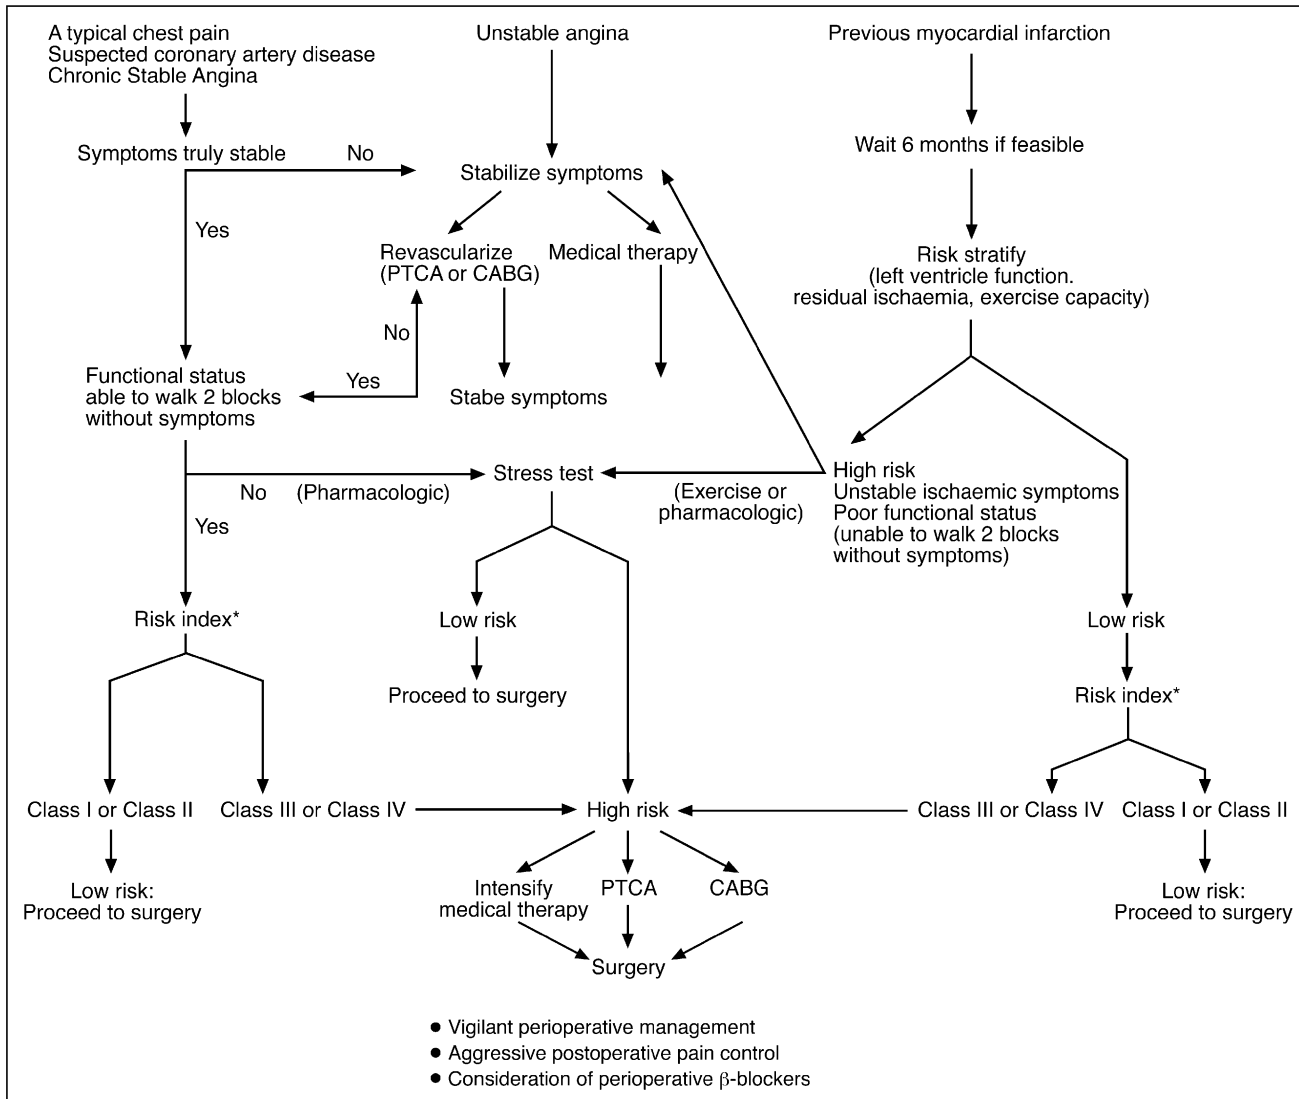 A typical chest pain
Suspected coronary artery disease
Chronic Stable Angina
Unstable angina
Previous myocardial infarction
Symptoms truly stable
No
Wait 6 months if feasible
Stabilize symptoms
Yes
Revascularize
(PTCA or CABG)
Medical therapy
Risk stratify
(left ventricle function.
residual ischaemia, exercise capacity)
No
Functional status
able to walk 2 blocks
without symptoms
Yes
Stabe symptoms
No
(Pharmacologic)
Stress test
(Exercise or
pharmacologic)
High risk
Unstable ischaemic symptoms
Poor functional status
(unable to walk 2 blocks
without symptoms)
Yes
Risk index*
Low risk
Low risk
Proceed to surgery
Risk index*
Class I or Class II
Class III or Class IV
High risk
Class III or Class IV
Class I or Class II
Low risk:
Proceed to surgery
Intensify
medical therapy
PTCA
CABG
Low risk:
Proceed to surgery
Surgery
● Vigilant perioperative management
● Aggressive postoperative pain control
● Consideration of perioperative β-blockers